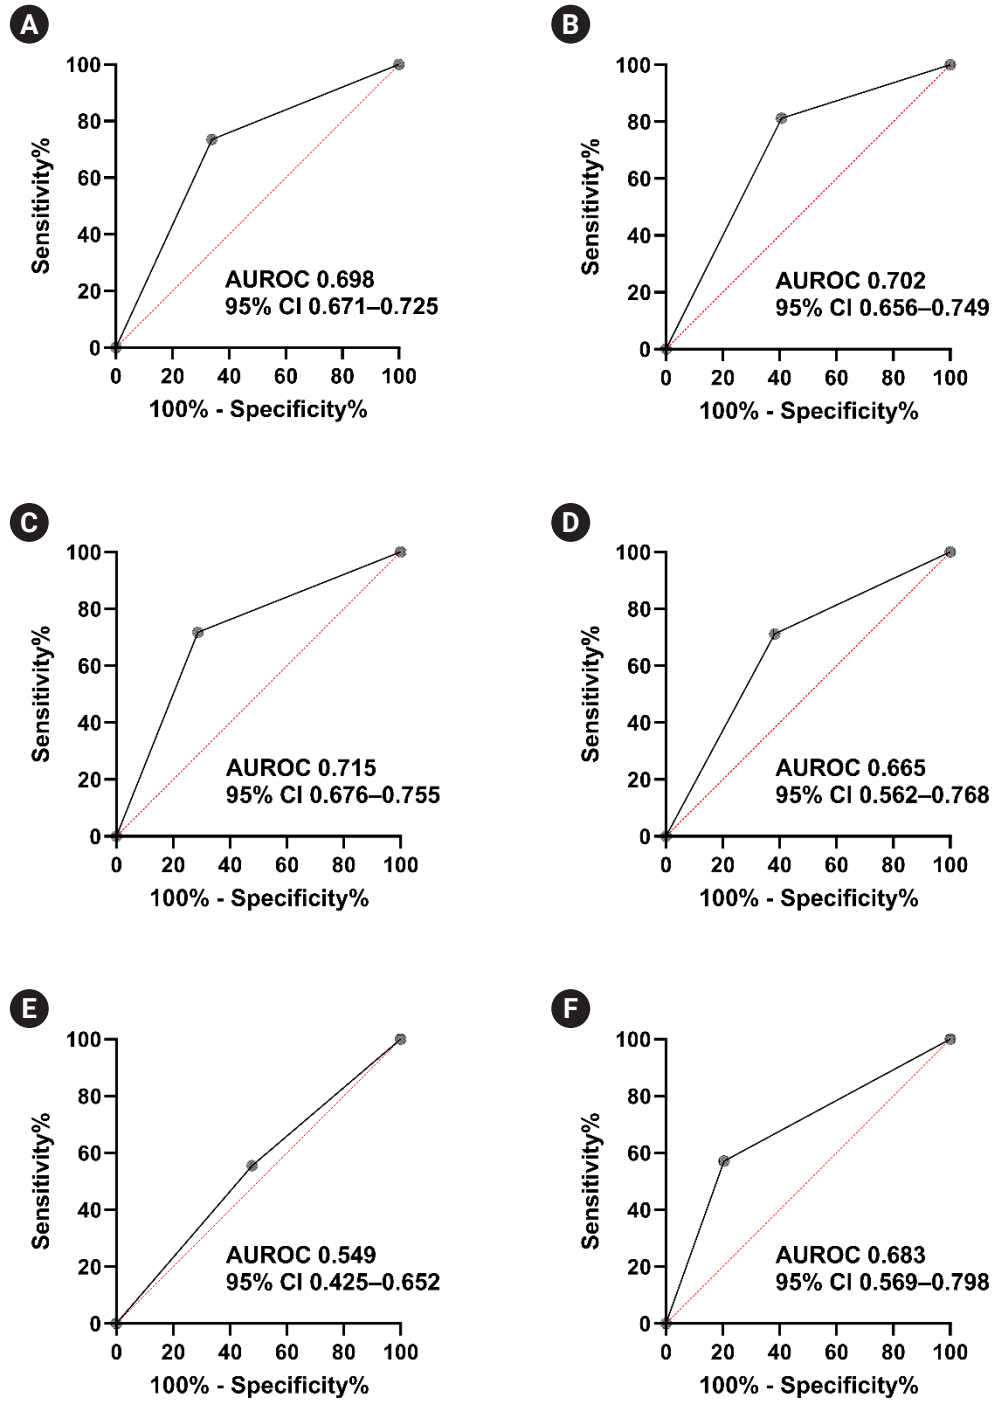 A
100
80
60
40
20
0
Sensitivity%
AUROC 0.698
95% CI 0.671–0.725
0 20 40 60 80 100
100% - Specificity%
B
100
80
60
40
20
0
Sensitivity%
AUROC 0.702
95% CI 0.656–0.749
0 20 40 60 80 100
100% - Specificity%
C
100
80
60
40
20
0
Sensitivity%
AUROC 0.715
95% CI 0.676–0.755
0 20 40 60 80 100
100% - Specificity%
D
100
80
60
40
20
0
Sensitivity%
AUROC 0.665
95% CI 0.562–0.768
0 20 40 60 80 100
100% - Specificity%
E
100
80
60
40
20
0
Sensitivity%
AUROC 0.549
95% CI 0.425–0.652
0 20 40 60 80 100
100% - Specificity%
F
100
80
60
40
20
0
Sensitivity%
AUROC 0.683
95% CI 0.569–0.798
0 20 40 60 80 100
100% - Specificity%